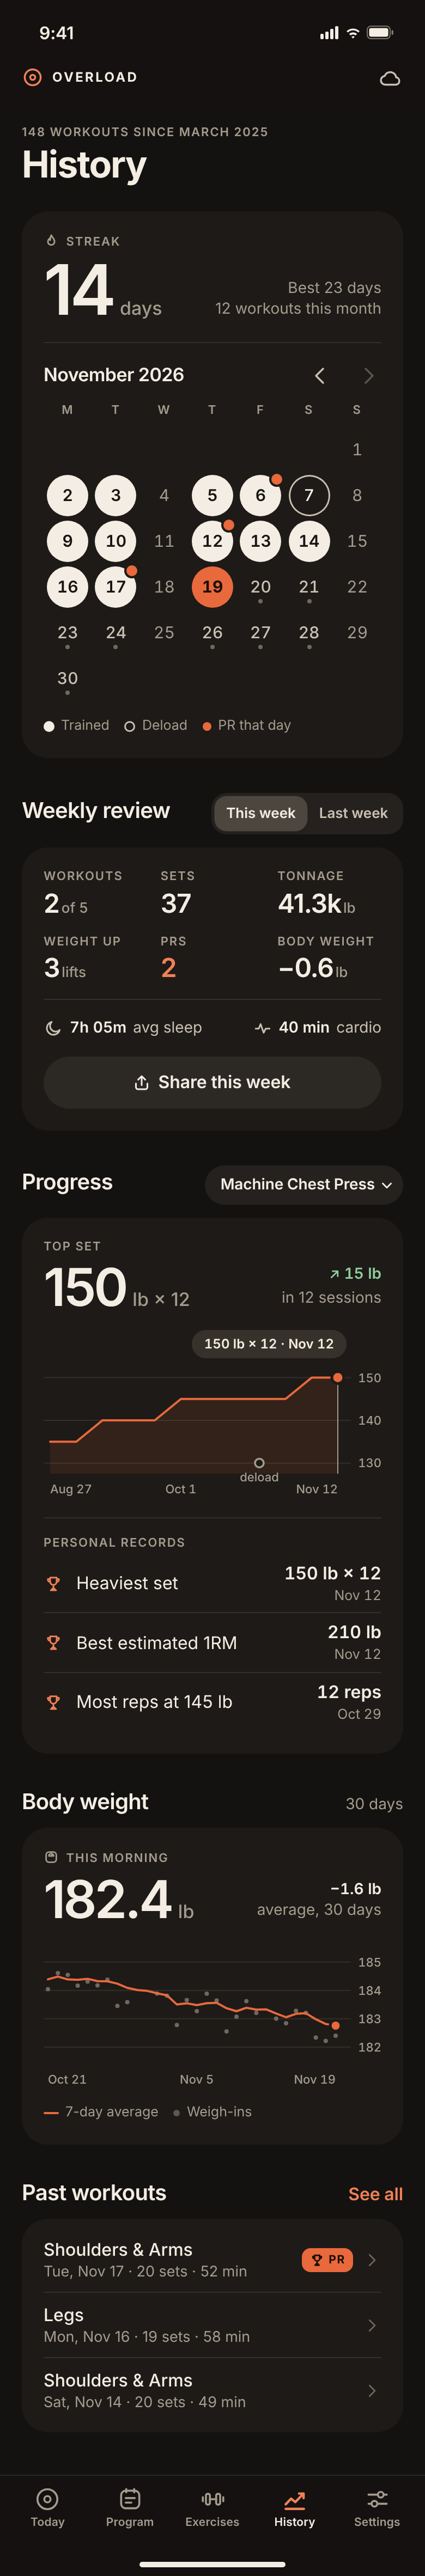 9:41
OVERLOAD
148 WORKOUTS SINCE MARCH 2025
History
STREAK
14 days
Best 23 days
12 workouts this month
November 2026
M T W T F S S
1
2 3 4 5 6 7 8
9 10 11 12 13 14 15
16 17 18 19 20 21 22
23 24 25 26 27 28 29
30
Trained Deload PR that day
Weekly review This week Last week
WORKOUTS SETS TONNAGE
2 of 5 37 41.3k lb
WEIGHT UP PRS BODY WEIGHT
3 lifts 2 −0.6 lb
7h 05m avg sleep 40 min cardio
Share this week
Progress Machine Chest Press
TOP SET
150 lb × 12
15 lb
in 12 sessions
150 lb × 12 · Nov 12
150
140
130
deload
Aug 27 Oct 1 Nov 12
PERSONAL RECORDS
Heaviest set 150 lb × 12
Nov 12
Best estimated 1RM 210 lb
Nov 12
Most reps at 145 lb 12 reps
Oct 29
Body weight 30 days
THIS MORNING
182.4 lb
−1.6 lb
average, 30 days
185
184
183
182
Oct 21 Nov 5 Nov 19
7-day average Weigh-ins
Past workouts See all
Shoulders & Arms
Tue, Nov 17 · 20 sets · 52 min
PR
Legs
Mon, Nov 16 · 19 sets · 58 min
Shoulders & Arms
Sat, Nov 14 · 20 sets · 49 min
Today Program Exercises History Settings